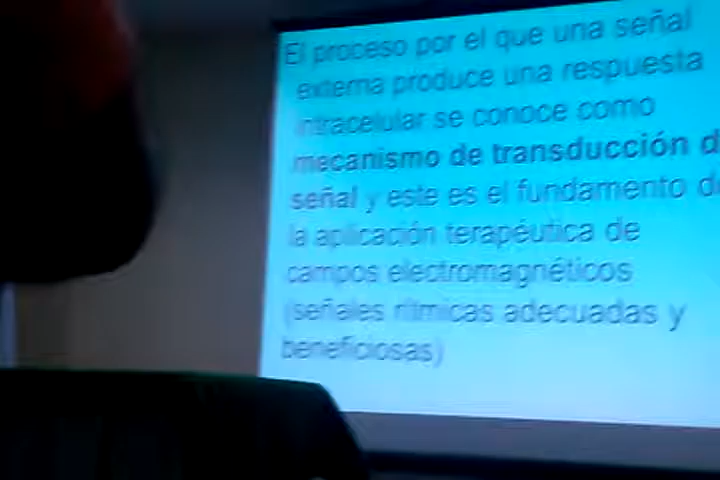 El proceso por el que una señal
externa produce una respuesta
intracelular se conoce como
mecanismo de transducción d
señal y este es el fundamento de
la aplicación terapéutica de
campos electromagnéticos
(señales rítmicas adecuadas y
beneficiosas)